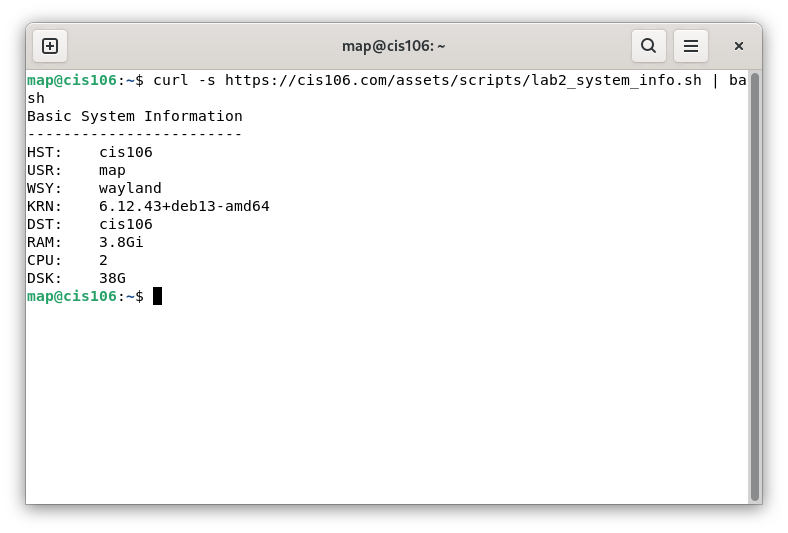 map@cis106: ~
map@cis106:~$ curl -s https://cis106.com/assets/scripts/lab2_system_info.sh | ba
sh
Basic System Information
------------------------
HST:    cis106
USR:    map
WSY:    wayland
KRN:    6.12.43+deb13-amd64
DST:    cis106
RAM:    3.8Gi
CPU:    2
DSK:    38G
map@cis106:~$